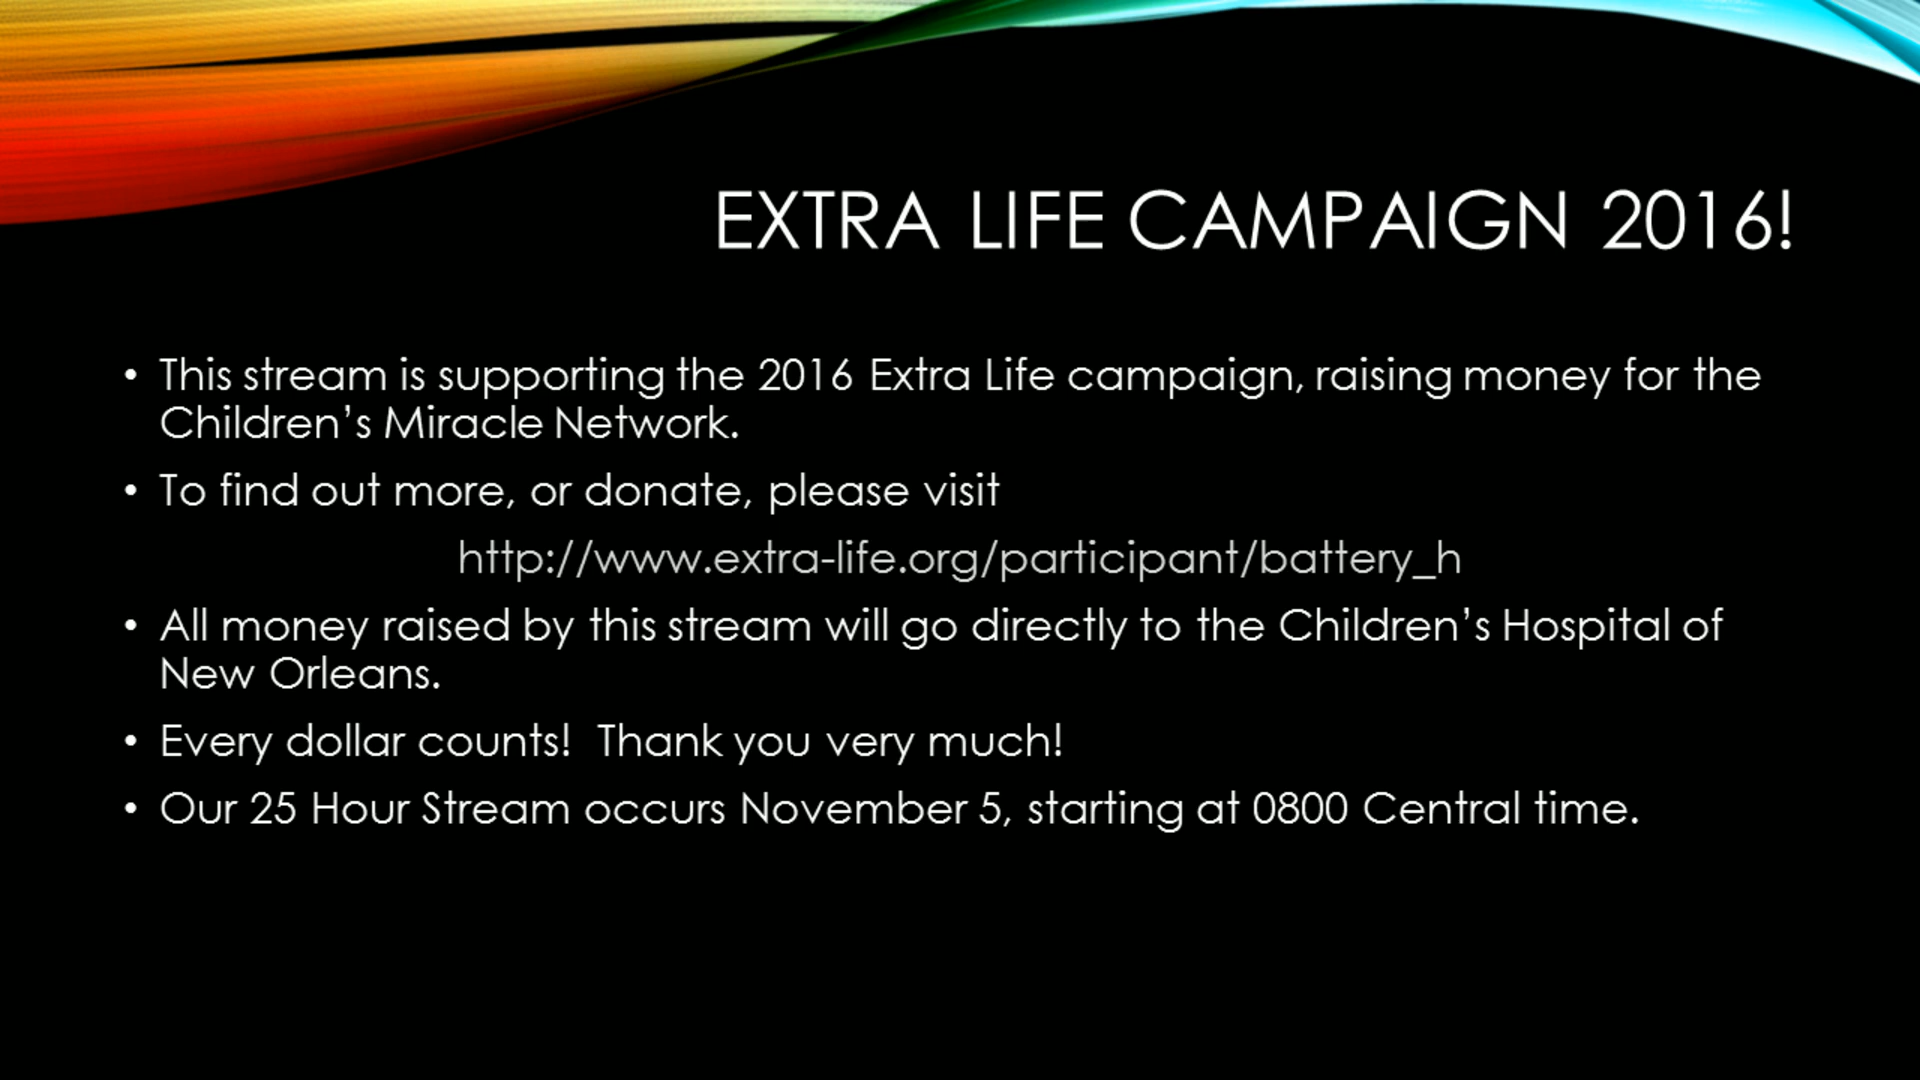 EXTRA LIFE CAMPAIGN 2016!
• This stream is supporting the 2016 Extra Life campaign, raising money for the
Children’s Miracle Network.
• To find out more, or donate, please visit
http://www.extra-life.org/participant/battery_h
• All money raised by this stream will go directly to the Children’s Hospital of
New Orleans.
• Every dollar counts!  Thank you very much!
• Our 25 Hour Stream occurs November 5, starting at 0800 Central time.